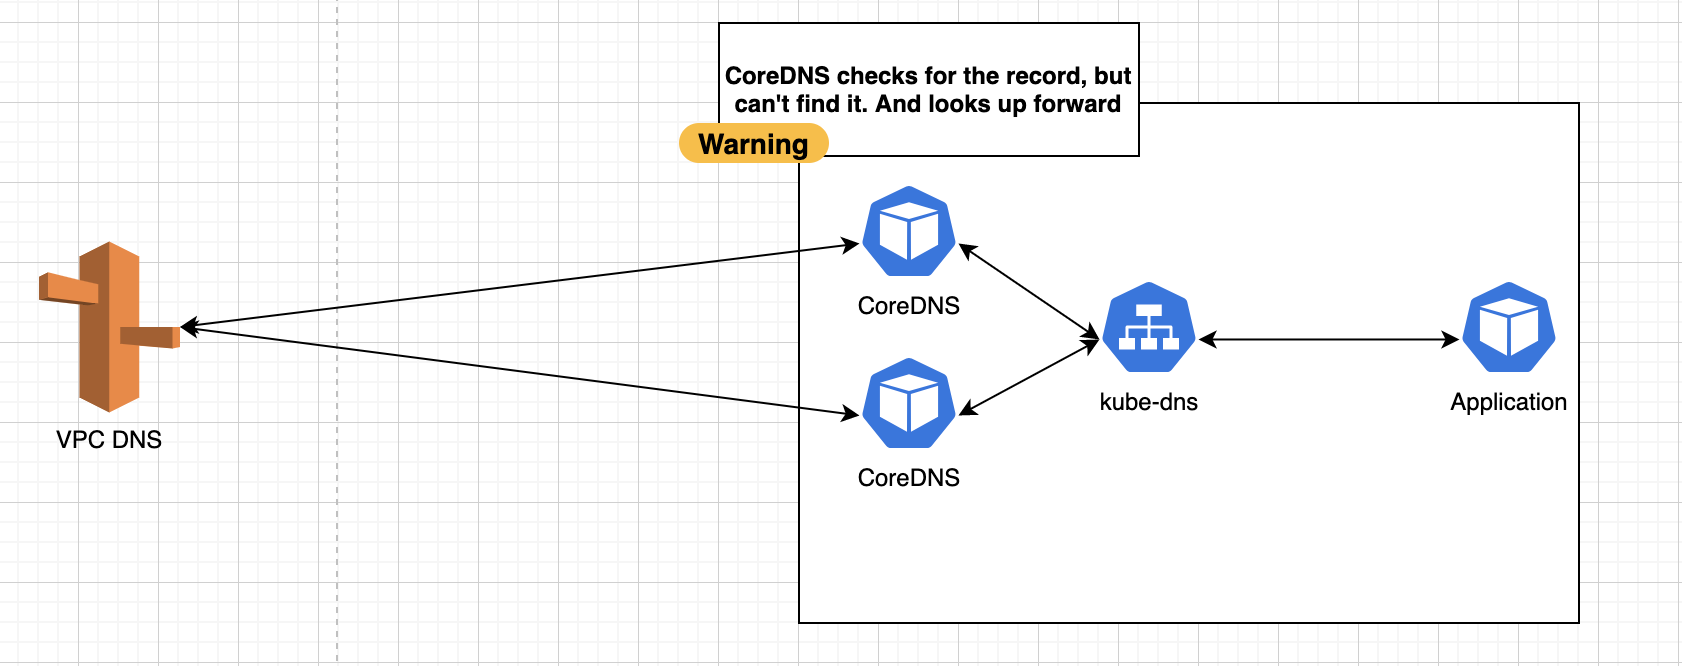 CoreDNS checks for the record, but
can't find it. And looks up forward
Warning
CoreDNS
kube-dns
Application
VPC DNS
CoreDNS